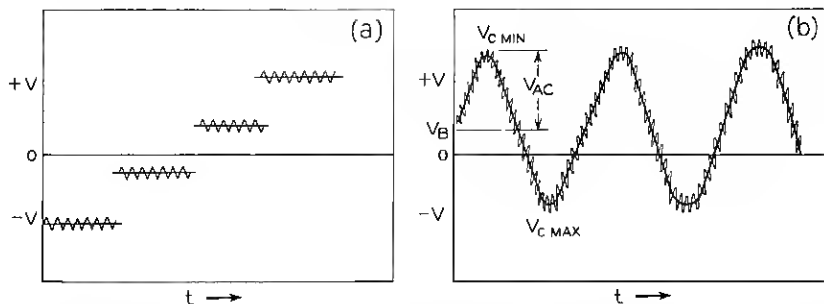 (a)
+V
0
−V
t →
(b)
V_C MIN
+V
V_AC
V_B
0
−V
V_C MAX
t →